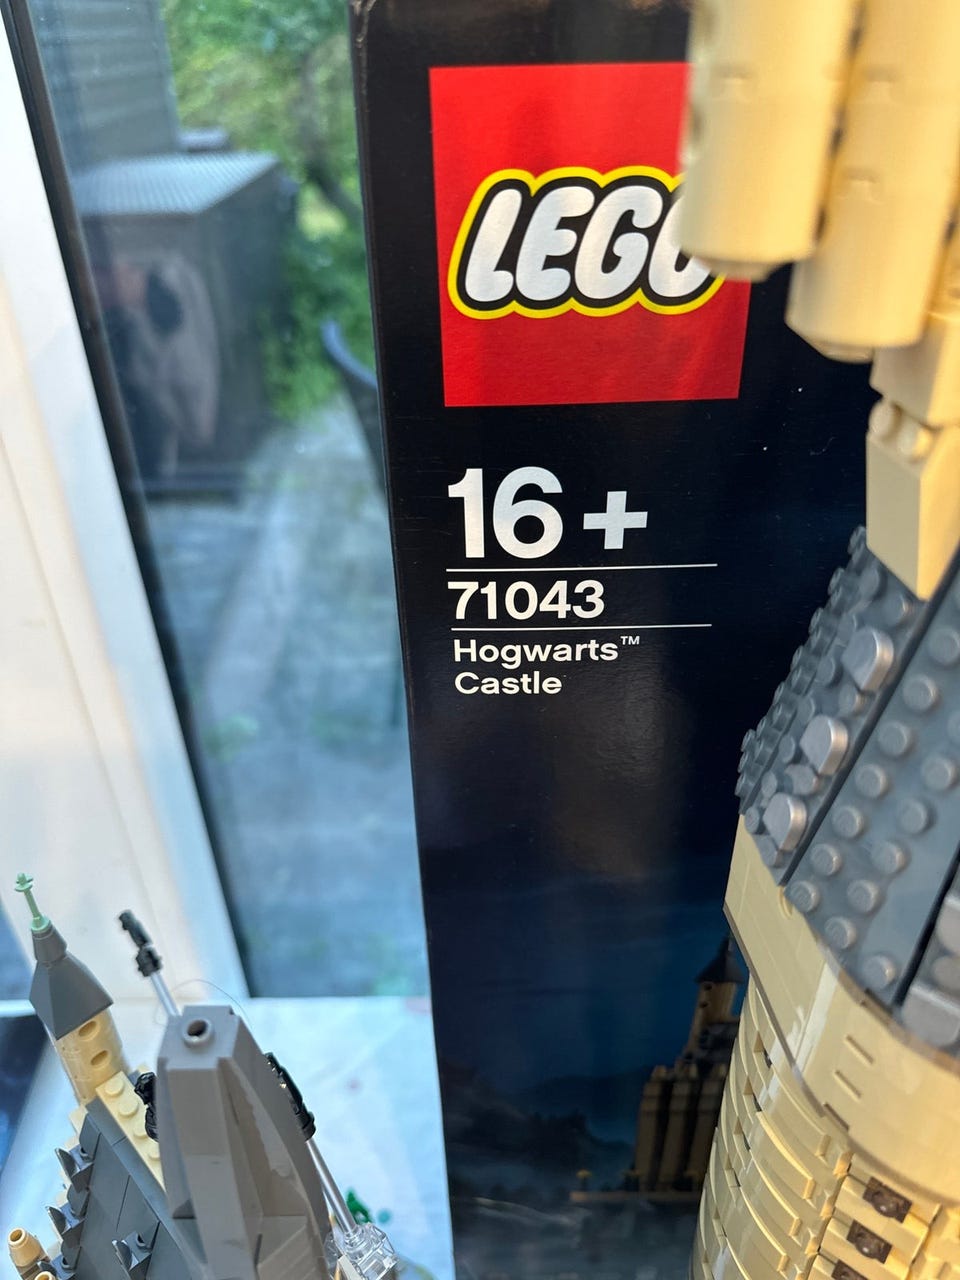 LEGO
16+
71043
Hogwarts™
Castle